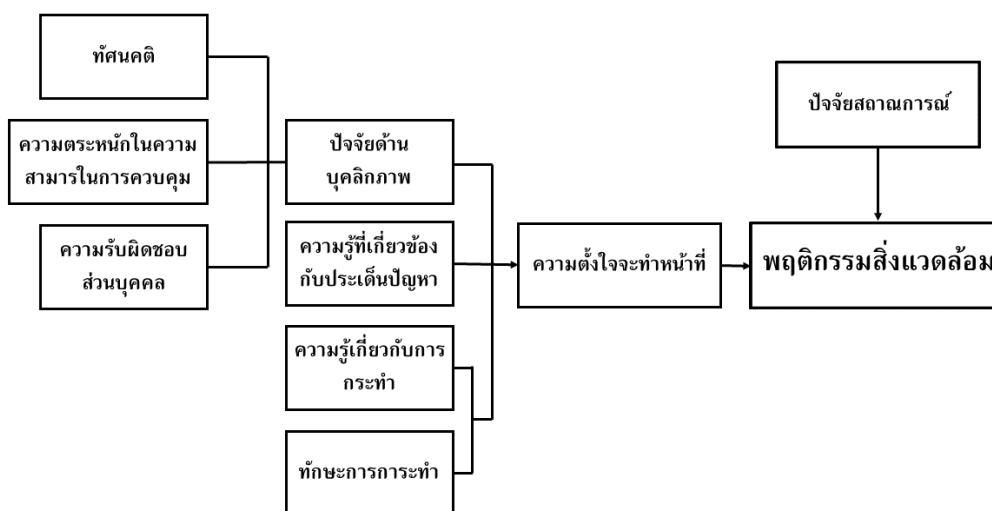 ทัศนคติ
ความตระหนักในความ
สามารในการควบคุม
ความรับผิดชอบ
ส่วนบุคคล
ปัจจัยด้าน
บุคลิกภาพ
ความรู้ที่เกี่ยวข้อง
กับประเด็นปัญหา
ความรู้เกี่ยวกับการ
กระทำ
ทักษะการกาะทำ
ความตั้งใจจะทำหน้าที่
ปัจจัยสถาณการณ์
พฤติกรรมสิ่งแวดล้อม